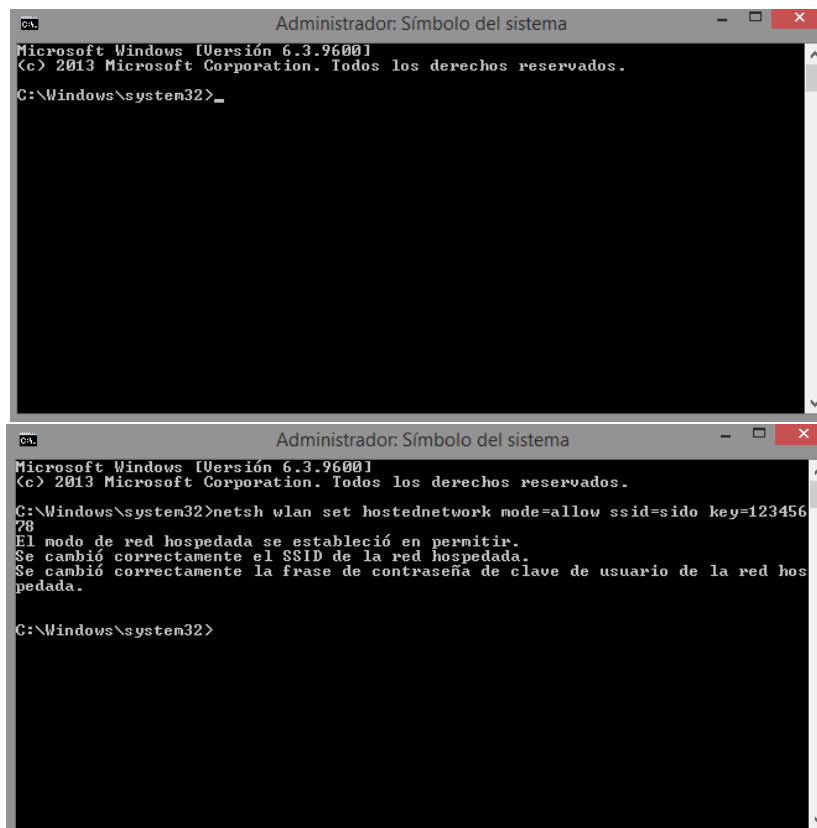 Administrador: Símbolo del sistema
Microsoft Windows [Versión 6.3.9600]
(c) 2013 Microsoft Corporation. Todos los derechos reservados.
C:\Windows\system32>_
Administrador: Símbolo del sistema
Microsoft Windows [Versión 6.3.9600]
(c) 2013 Microsoft Corporation. Todos los derechos reservados.
C:\Windows\system32>netsh wlan set hostednetwork mode=allow ssid=sido key=123456
78
El modo de red hospedada se estableció en permitir.
Se cambió correctamente el SSID de la red hospedada.
Se cambió correctamente la frase de contraseña de clave de usuario de la red hos
pedada.
C:\Windows\system32>